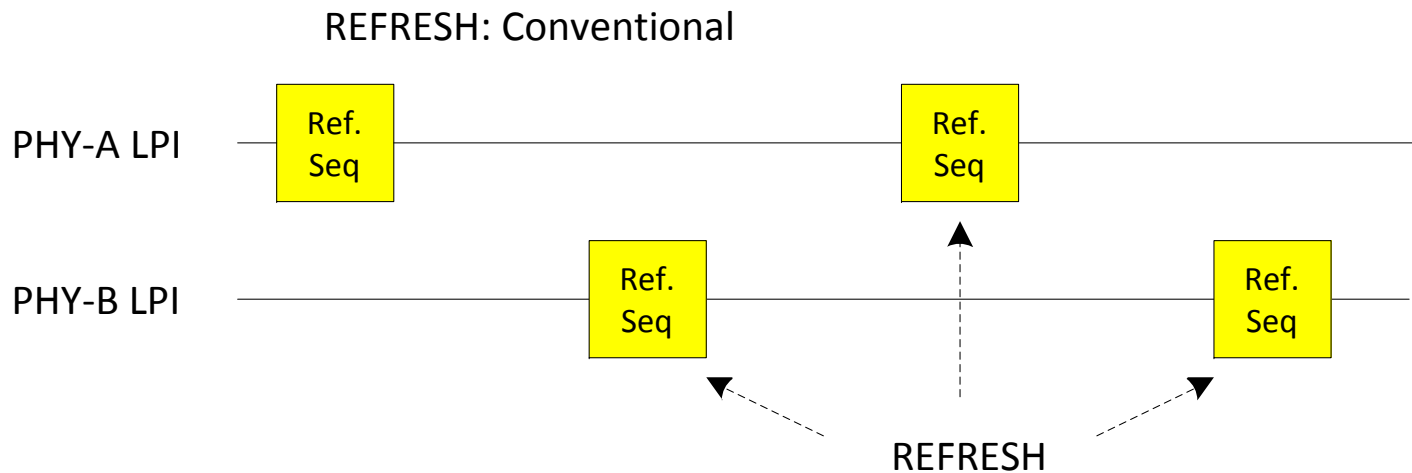 REFRESH: Conventional
PHY-A LPI
Ref.
Seq
Ref.
Seq
PHY-B LPI
Ref.
Seq
Ref.
Seq
REFRESH